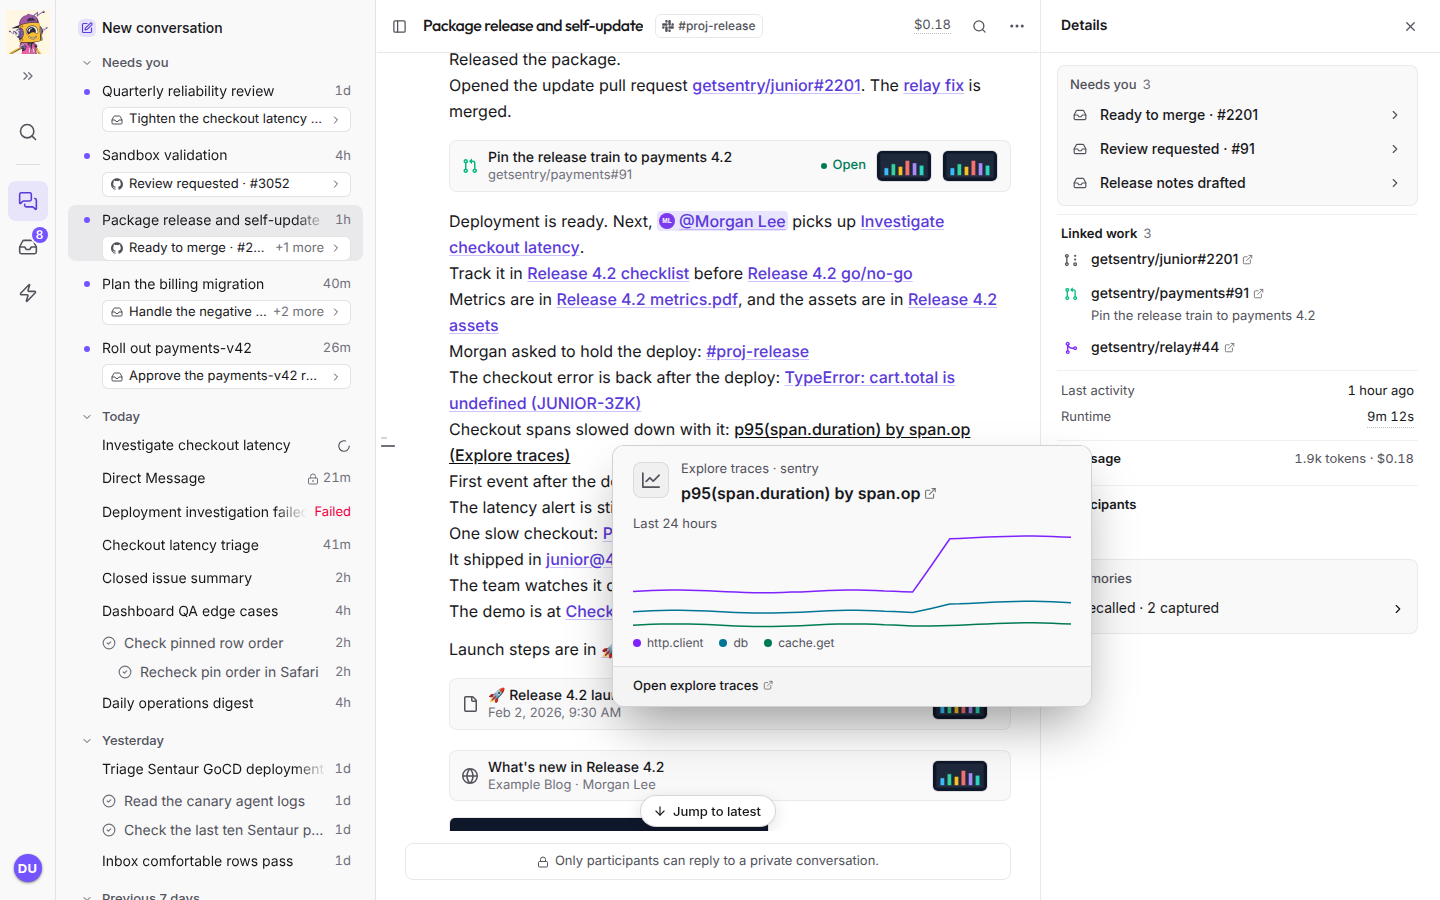 New conversation
Needs you
Quarterly reliability review 1d
Tighten the checkout latency ...
Sandbox validation 4h
Review requested · #3052
Package release and self-update 1h
Ready to merge · #2... +1 more
Plan the billing migration 40m
Handle the negative ... +2 more
Roll out payments-v42 26m
Approve the payments-v42 r...
Today
Investigate checkout latency
Direct Message 21m
Deployment investigation failed Failed
Checkout latency triage 41m
Closed issue summary 2h
Dashboard QA edge cases 4h
Check pinned row order 2h
Recheck pin order in Safari 2h
Daily operations digest 4h
Yesterday
Triage Sentaur GoCD deployment 1d
Read the canary agent logs 1d
Check the last ten Sentaur p... 1d
Inbox comfortable rows pass 1d
Previous 7 days
8
DU
Package release and self-update #proj-release $0.18
Released the package.
Opened the update pull request getsentry/junior#2201. The relay fix is
merged.
Pin the release train to payments 4.2
getsentry/payments#91
Open
Deployment is ready. Next, ML @Morgan Lee picks up Investigate
checkout latency.
Track it in Release 4.2 checklist before Release 4.2 go/no-go
Metrics are in Release 4.2 metrics.pdf, and the assets are in Release 4.2
assets
Morgan asked to hold the deploy: #proj-release
The checkout error is back after the deploy: TypeError: cart.total is
undefined (JUNIOR-3ZK)
Checkout spans slowed down with it: p95(span.duration) by span.op
(Explore traces)
First event after the d
The latency alert is sti
One slow checkout: P
It shipped in junior@4
The team watches it
The demo is at Check
Launch steps are in 🚀
🚀 Release 4.2 lau
Feb 2, 2026, 9:30 AM
What's new in Release 4.2
Example Blog · Morgan Lee
Jump to latest
Only participants can reply to a private conversation.
Explore traces · sentry
p95(span.duration) by span.op
Last 24 hours
http.client db cache.get
Open explore traces
Details
Needs you 3
Ready to merge · #2201
Review requested · #91
Release notes drafted
Linked work 3
getsentry/junior#2201
getsentry/payments#91
Pin the release train to payments 4.2
getsentry/relay#44
Last activity 1 hour ago
Runtime 9m 12s
sage 1.9k tokens · $0.18
cipants
mories
ecalled · 2 captured